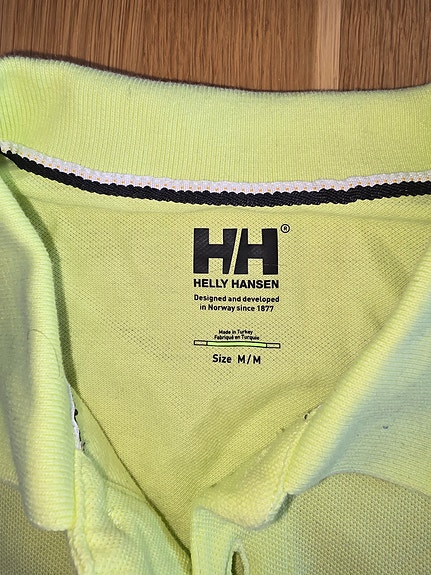 HH®
HELLY HANSEN
Designed and developed
in Norway since 1877
Made in Turkey
Fabriqué en Turquie
Size M/M